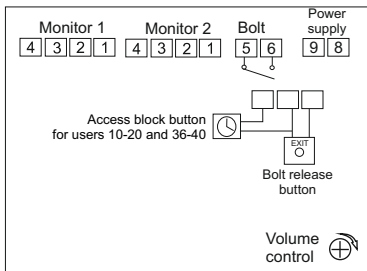 Monitor 1 Monitor 2 Bolt Power supply
4 3 2 1 4 3 2 1 5 6 9 8
Access block button
for users 10-20 and 36-40
EXIT
Bolt release
button
Volume
control